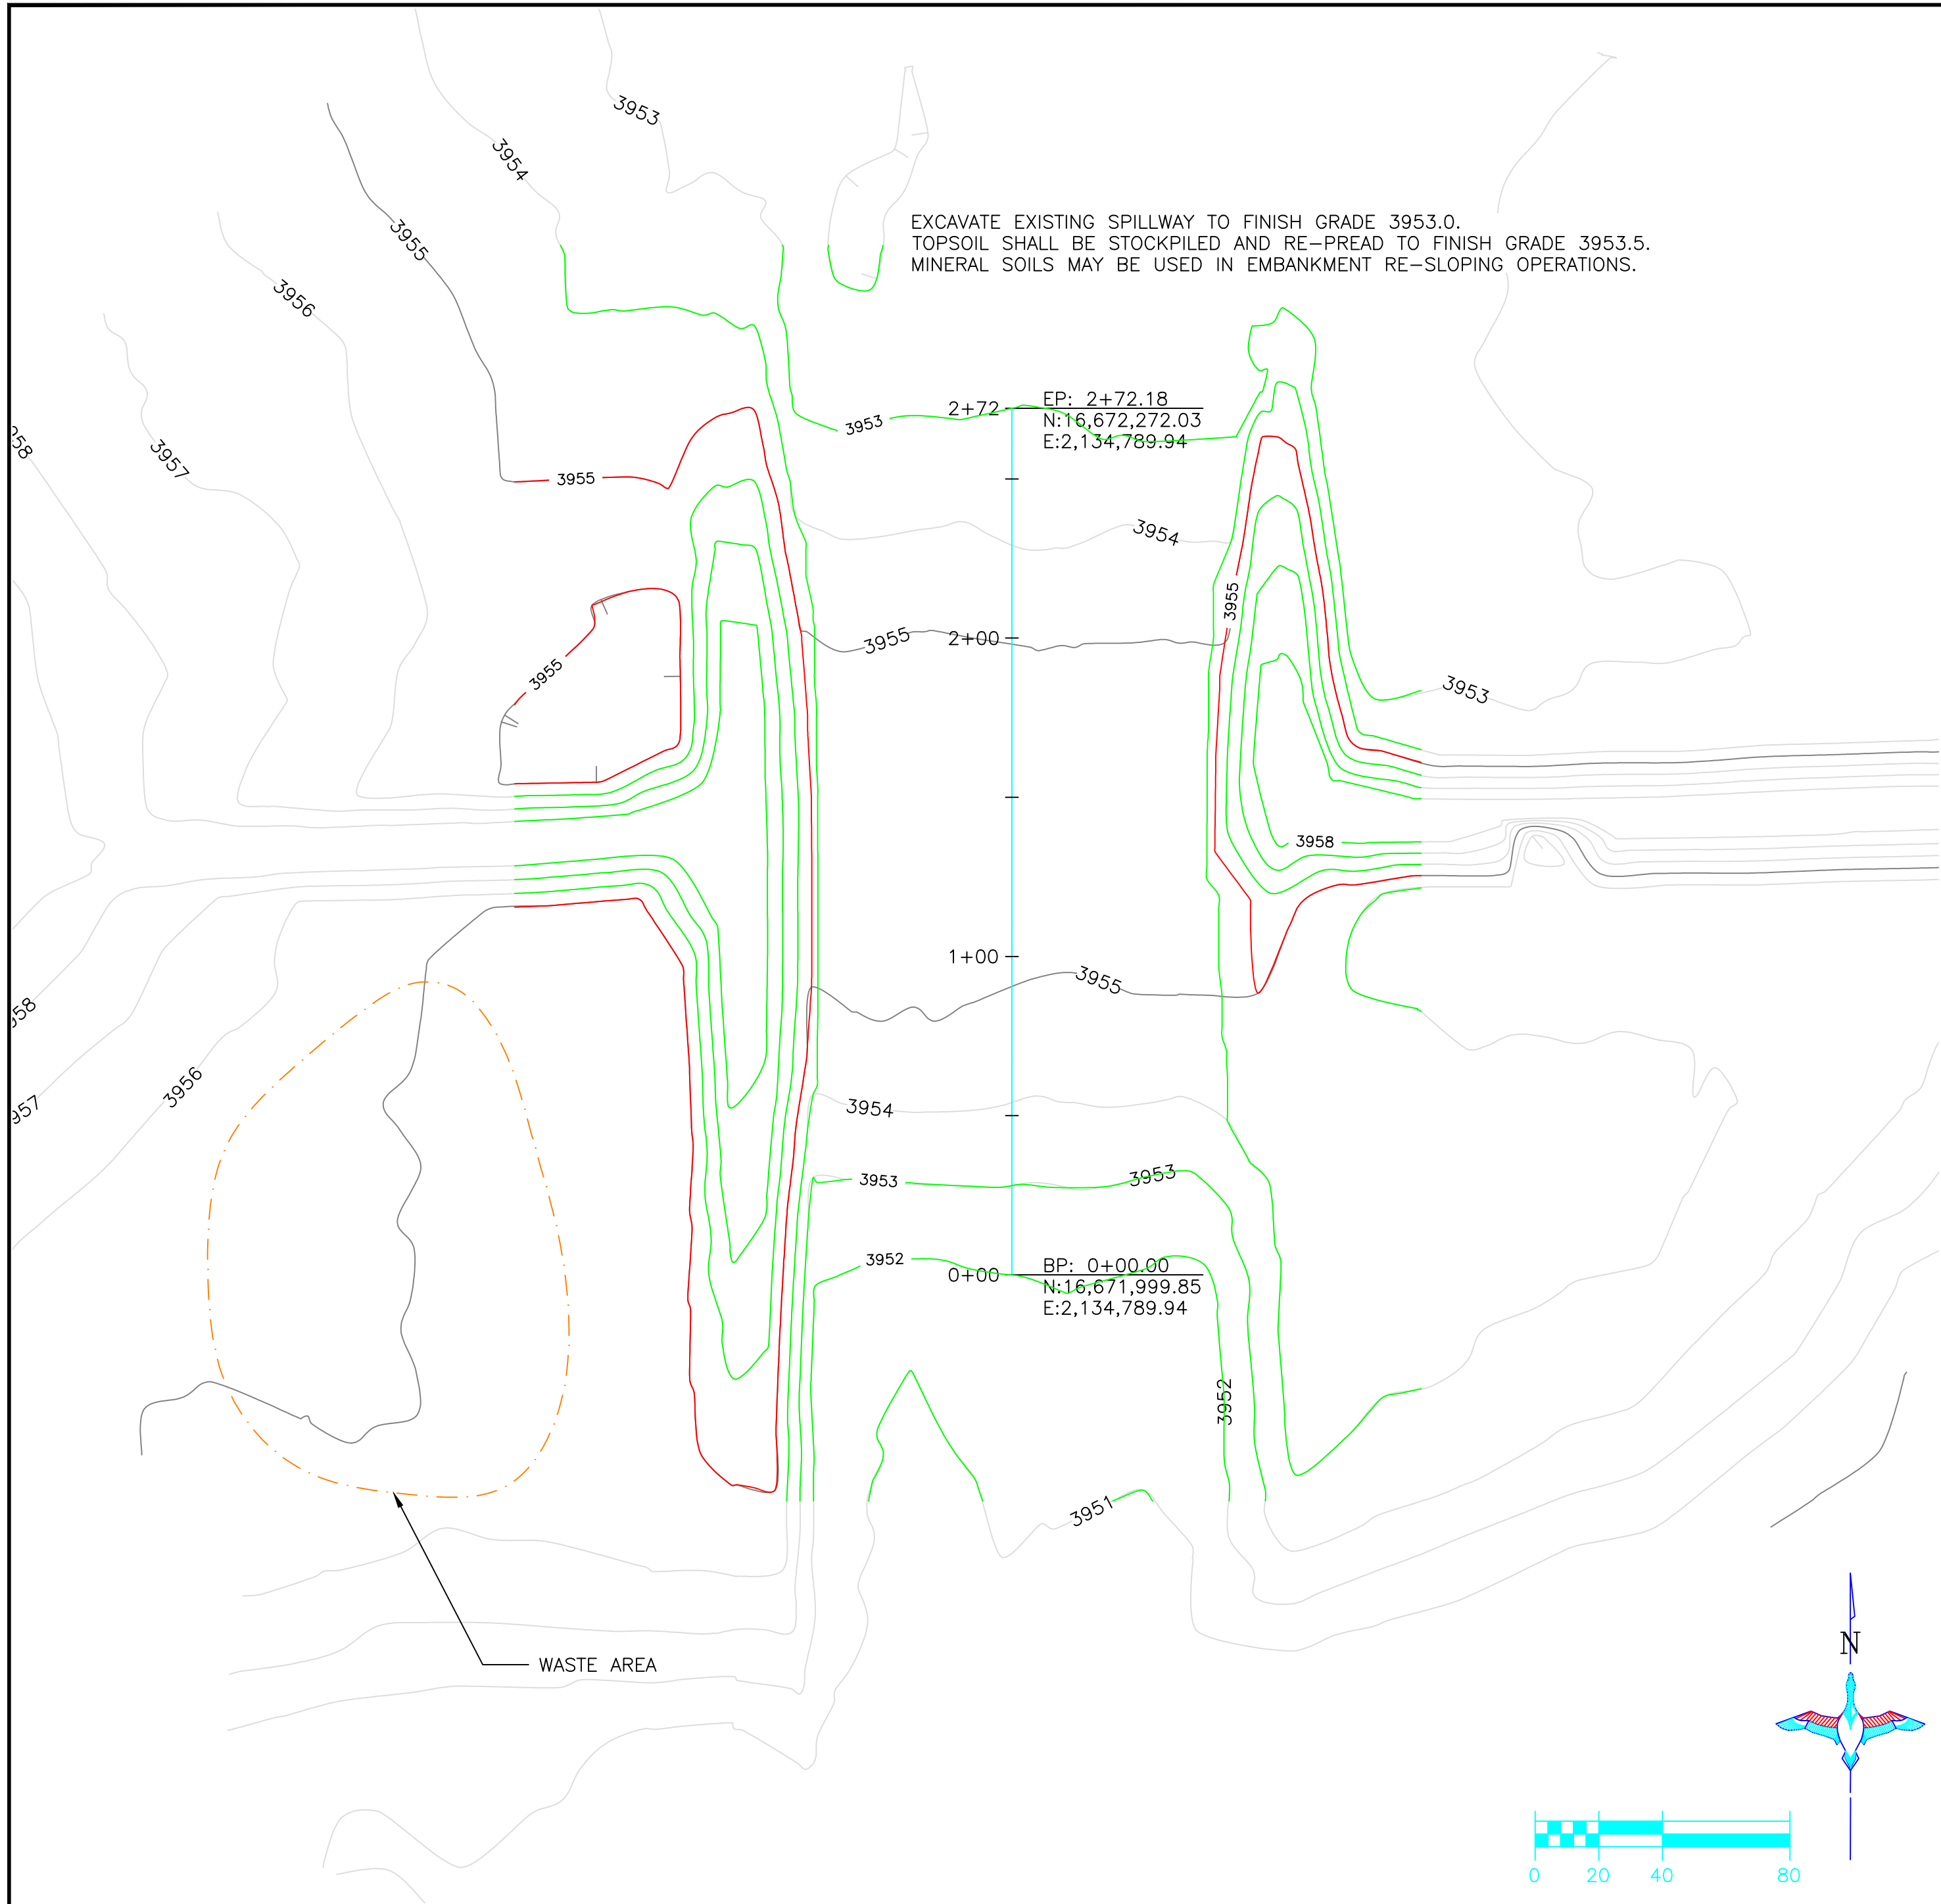 3953
3954
EXCAVATE EXISTING SPILLWAY TO FINISH GRADE 3953.0.
TOPSOIL SHALL BE STOCKPILED AND RE-PREAD TO FINISH GRADE 3953.5.
MINERAL SOILS MAY BE USED IN EMBANKMENT RE-SLOPING OPERATIONS.
3955
3956
EP: 2+72.18
2+72
N:16,672,272.03
3953
E:2,134,789.94
958
3957
3955
3954
3955
2+00
3955
3955
3953
3958
1+00
3955
958
3956
957
3954
3953
3953
3952
BP: 0+00.00
0+00
N:16,671,999.85
E:2,134,789.94
3952
3951
WASTE AREA
N
0 20 40 80